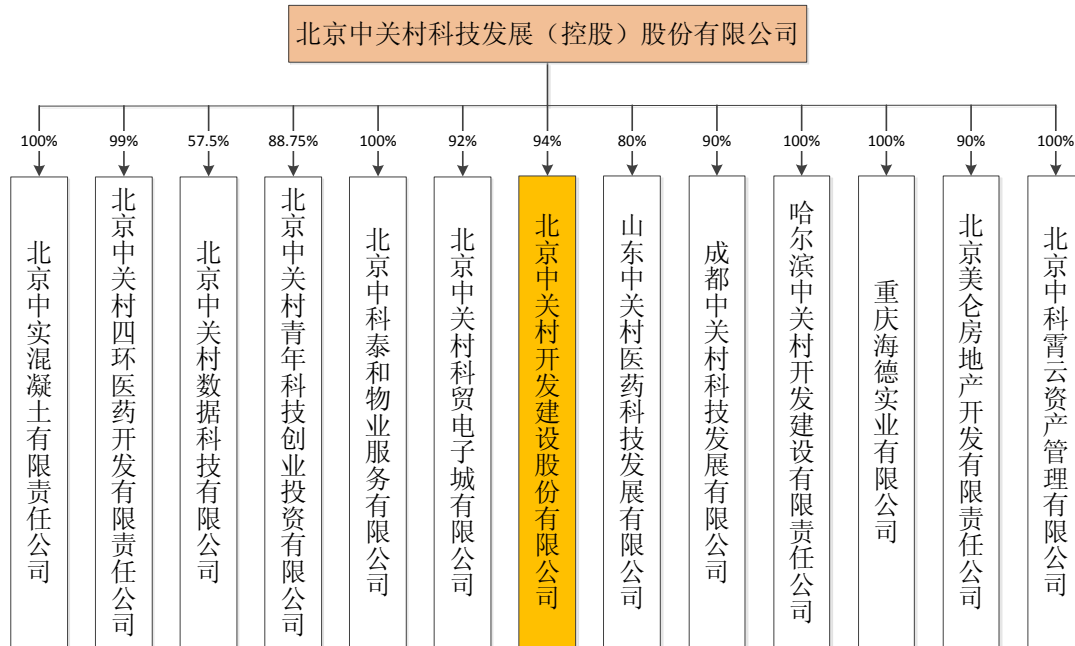 北京中关村科技发展（控股）股份有限公司
100%
99%
57.5%
88.75%
100%
92%
94%
80%
90%
100%
100%
90%
100%
北京中实混凝土有限责任公司
北京中关村四环医药开发有限责任公司
北京中关村数据科技有限公司
北京中关村青年科技创业投资有限公司
北京中科泰和物业服务有限公司
北京中关村科贸电子城有限公司
北京中关村开发建设股份有限公司
山东中关村医药科技发展有限公司
成都中关村科技发展有限公司
哈尔滨中关村开发建设有限责任公司
重庆海德实业有限公司
北京美仑房地产开发有限责任公司
北京中科霄云资产管理有限公司